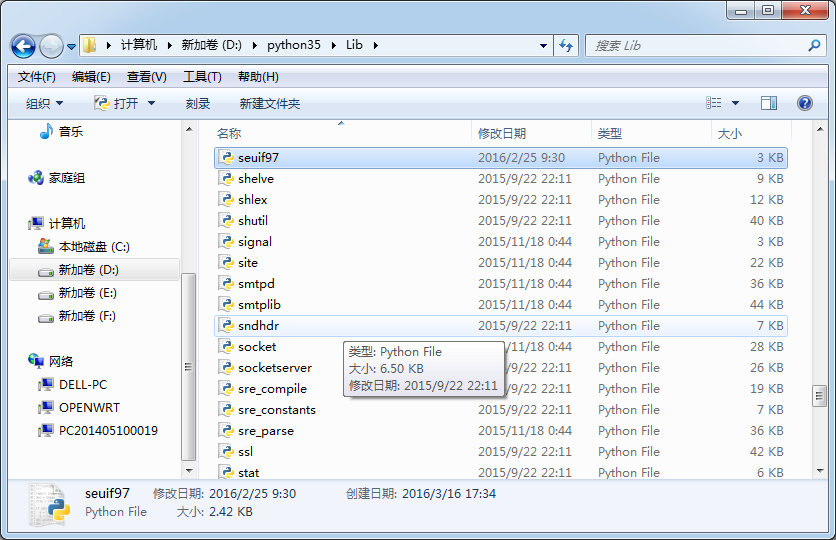 计算机 新加卷 (D:) python35 Lib 搜索 Lib
文件(F) 编辑(E) 查看(V) 工具(T) 帮助(H)
组织 打开 刻录 新建文件夹
音乐
家庭组
计算机
本地磁盘 (C:)
新加卷 (D:)
新加卷 (E:)
新加卷 (F:)
网络
DELL-PC
OPENWRT
PC201405100019
名称 修改日期 类型 大小
seuif97 2016/2/25 9:30 Python File 3 KB
shelve 2015/9/22 22:11 Python File 9 KB
shlex 2015/9/22 22:11 Python File 12 KB
shutil 2015/9/22 22:11 Python File 40 KB
signal 2015/11/18 0:44 Python File 3 KB
site 2015/9/22 22:11 Python File 22 KB
smtpd 2015/11/18 0:44 Python File 36 KB
smtplib 2015/11/18 0:44 Python File 44 KB
sndhdr 2015/9/22 22:11 Python File 7 KB
socket /11/18 0:44 Python File 28 KB
socketserver /9/22 22:11 Python File 26 KB
sre_compile /9/22 22:11 Python File 19 KB
sre_constants 2015/9/22 22:11 Python File 7 KB
sre_parse 2015/11/18 0:44 Python File 36 KB
ssl 2015/9/22 22:11 Python File 42 KB
stat 2015/9/22 22:11 Python File 6 KB
类型: Python File
大小: 6.50 KB
修改日期: 2015/9/22 22:11
seuif97 修改日期: 2016/2/25 9:30 创建日期: 2016/3/16 17:34
Python File 大小: 2.42 KB